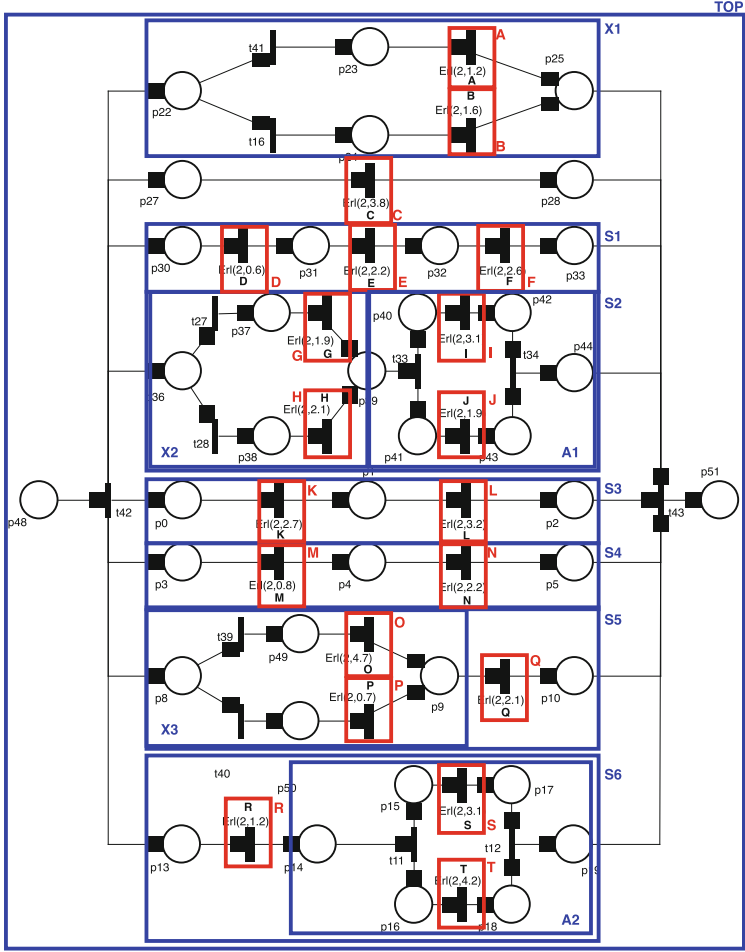 TOP
X1
t41
A
p23
p25
Erl(2,1.2)
A
p22
B
Erl(2,1.6)
t16
B
p27
p28
Erl(2,3.8)
C
C
S1
p30
p31
p32
p33
Erl(2,0.6)
D
D
Erl(2,2.2)
E
E
Erl(2,2.6)
F
F
S2
p42
p40
t27
p37
Erl(2,1.9)
G
G
Erl(2,3.1
I
I
t33
t34
p44
H
H
Erl(2,2.1)
J
J
Erl(2,1.9
t28
p38
p41
p43
X2
A1
K
L
S3
p48
t42
p0
Erl(2,2.7)
K
Erl(2,3.2)
L
p2
t43
p51
M
N
S4
p3
Erl(2,0.8)
M
p4
Erl(2,2.2)
N
p5
S5
t39
p49
O
Erl(2,4.7)
O
Q
p8
P
P
Erl(2,0.7)
p9
Erl(2,2.1)
Q
p10
X3
S6
t40
p50
R
R
Erl(2,1.2)
p15
Erl(2,3.1
S
S
p17
p13
p14
t11
t12
T
T
Erl(2,4.2)
p16
p18
A2